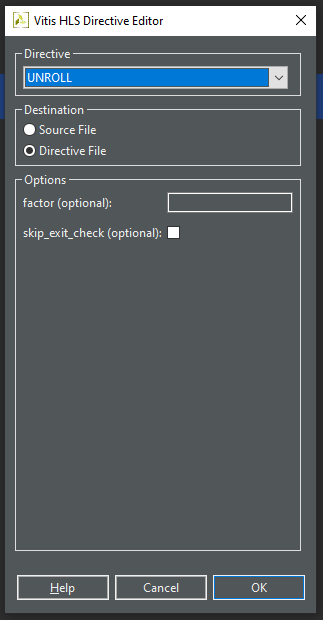 Vitis HLS Directive Editor
Directive
UNROLL
Destination
Source File
Directive File
Options
factor (optional):
skip_exit_check (optional):
Help
Cancel
OK